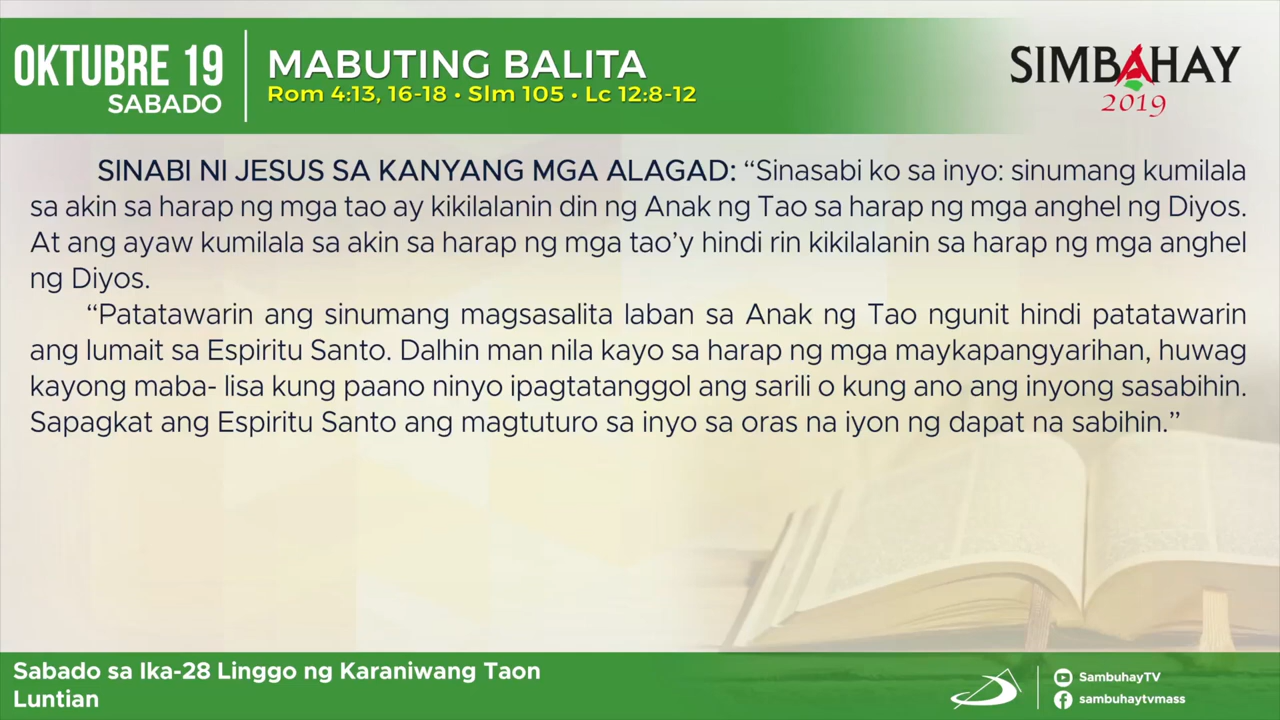 OKTUBRE 19
SABADO
MABUTING BALITA
Rom 4:13, 16-18 • Slm 105 • Lc 12:8-12
SIMBAHAY
2019
SINABI NI JESUS SA KANYANG MGA ALAGAD: “Sinasabi ko sa inyo: sinumang kumilala
sa akin sa harap ng mga tao ay kikilalanin din ng Anak ng Tao sa harap ng mga anghel ng Diyos.
At ang ayaw kumilala sa akin sa harap ng mga tao’y hindi rin kikilalanin sa harap ng mga anghel
ng Diyos.
“Patatawarin ang sinumang magsasalita laban sa Anak ng Tao ngunit hindi patatawarin
ang lumait sa Espiritu Santo. Dalhin man nila kayo sa harap ng mga maykapangyarihan, huwag
kayong maba- lisa kung paano ninyo ipagtatanggol ang sarili o kung ano ang inyong sasabihin.
Sapagkat ang Espiritu Santo ang magtuturo sa inyo sa oras na iyon ng dapat na sabihin.”
Sabado sa Ika-28 Linggo ng Karaniwang Taon
Luntian
SambuhayTV
sambuhaytvmass